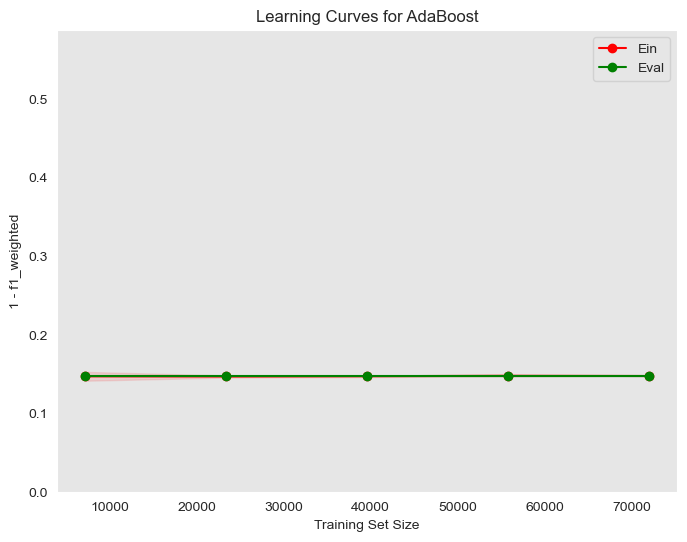 Learning Curves for AdaBoost
Ein
Eval
1 - f1_weighted
0.5
0.4
0.3
0.2
0.1
0.0
10000 20000 30000 40000 50000 60000 70000
Training Set Size